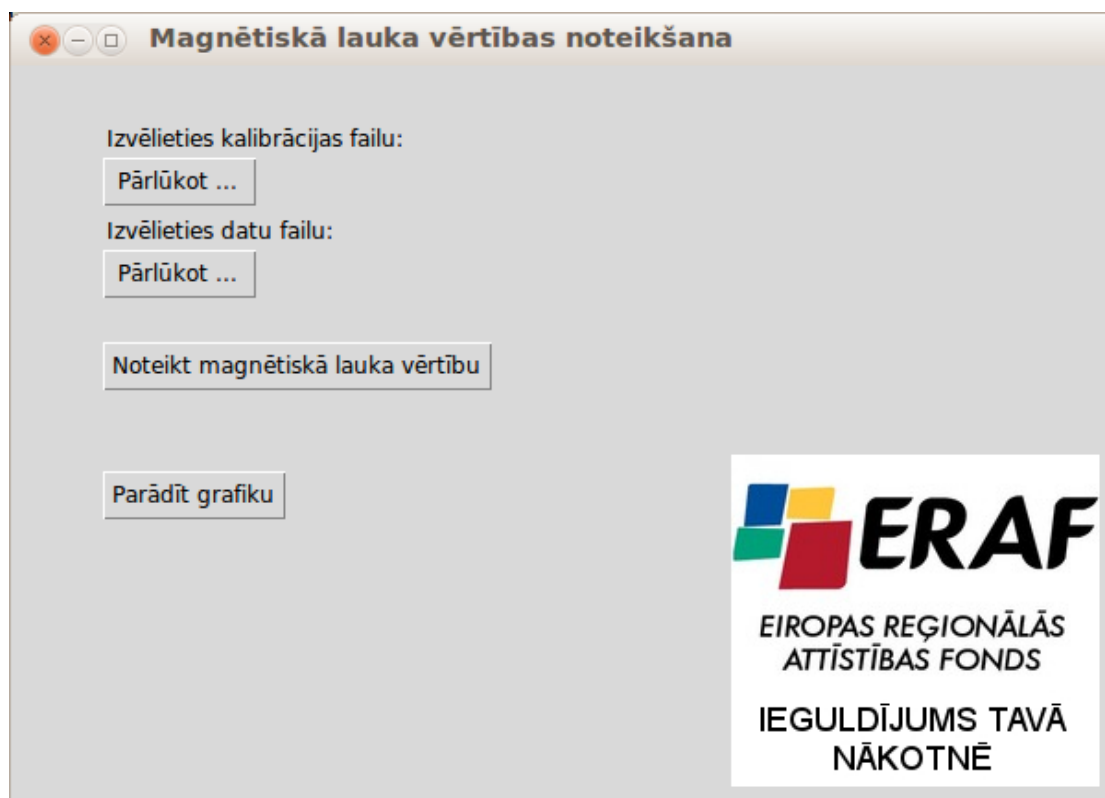 Magnētiskā lauka vērtības noteikšana
Izvēlieties kalibrācijas failu:
Pārlūkot ...
Izvēlieties datu failu:
Pārlūkot ...
Noteikt magnētiskā lauka vērtību
Parādīt grafiku
ERAF
EIROPAS REĢIONĀLĀS
ATTĪSTĪBAS FONDS
IEGULDĪJUMS TAVĀ
NĀKOTNĒ